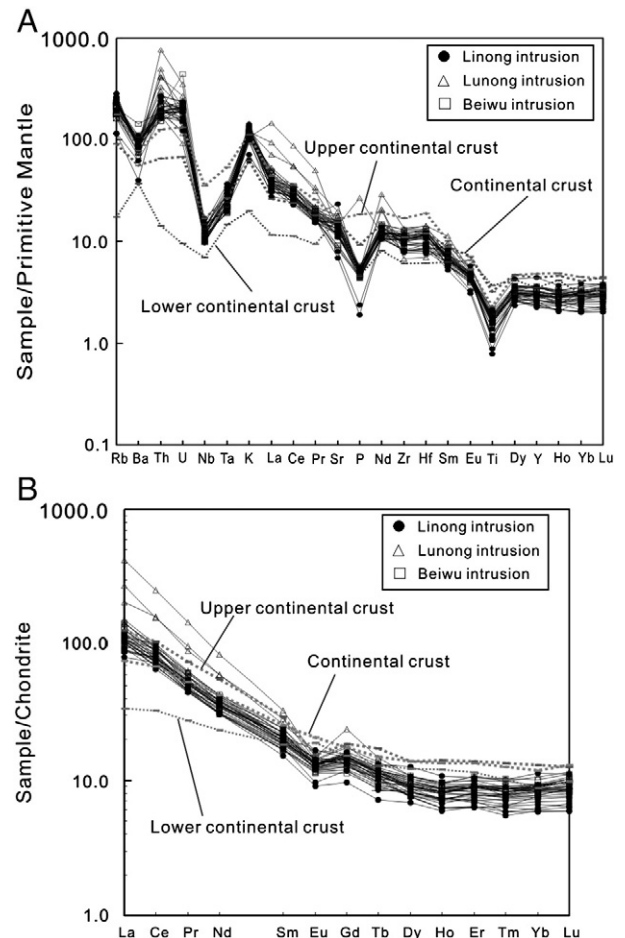 A
1000.0
100.0
10.0
1.0
0.1
Sample/Primitive Mantle
Linong intrusion
Lunong intrusion
Beiwu intrusion
Upper continental crust
Continental crust
Lower continental crust
Rb Ba Th U Nb Ta K La Ce Pr Sr P Nd Zr Hf Sm Eu Ti Dy Y Ho Yb Lu
B
1000.0
100.0
10.0
1.0
Sample/Chondrite
Linong intrusion
Lunong intrusion
Beiwu intrusion
Upper continental crust
Continental crust
Lower continental crust
La Ce Pr Nd Sm Eu Gd Tb Dy Ho Er Tm Yb Lu